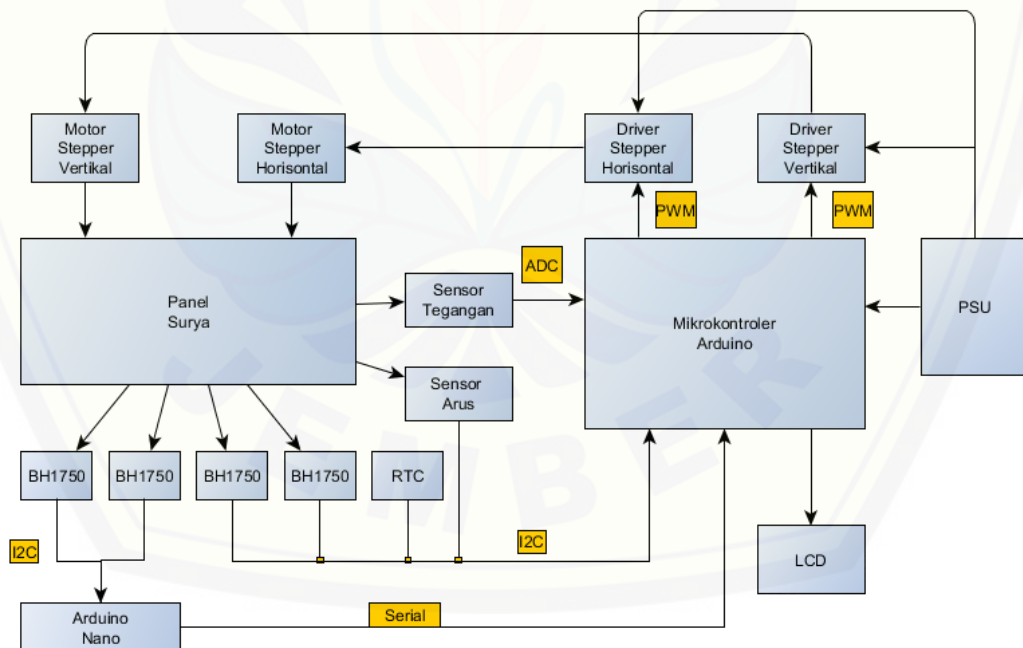 Motor
Stepper
Vertikal
Motor
Stepper
Horisontal
Driver
Stepper
Horisontal
Driver
Stepper
Vertikal
PWM
PWM
Panel
Surya
Sensor
Tegangan
ADC
Mikrokontroler
Arduino
PSU
Sensor
Arus
BH1750
BH1750
BH1750
BH1750
RTC
I2C
I2C
LCD
Arduino
Nano
Serial
JEMBER